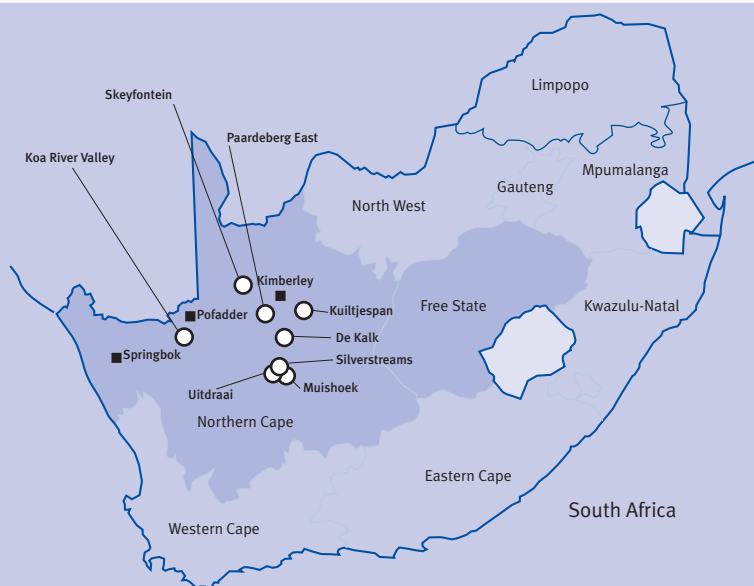 Limpopo
Skeyfontein
Paardeberg East
Koa River Valley
Mpumalanga
Gauteng
North West
Kimberley
Free State
Kwazulu-Natal
Kuiltjespan
Pofadder
De Kalk
Springbok
Silverstreams
Muishoek
Uitdraai
Northern Cape
Eastern Cape
South Africa
Western Cape